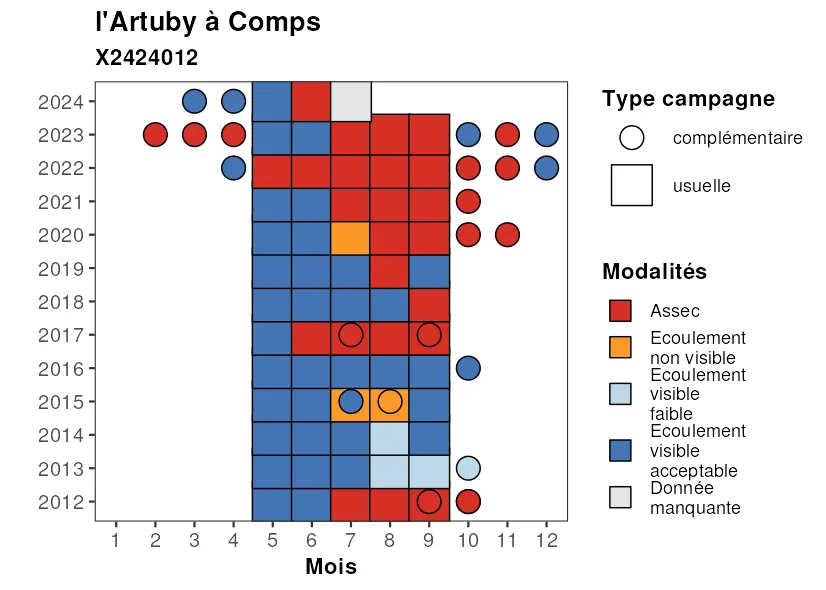 l'Artuby à Comps
X2424012
2024
2023
2022
2021
2020
2019
2018
2017
2016
2015
2014
2013
2012
1 2 3 4 5 6 7 8 9 10 11 12
Mois
Type campagne
complémentaire
usuelle
Modalités
Assec
Ecoulement
non visible
Ecoulement
visible
faible
Ecoulement
visible
acceptable
Donnée
manquante